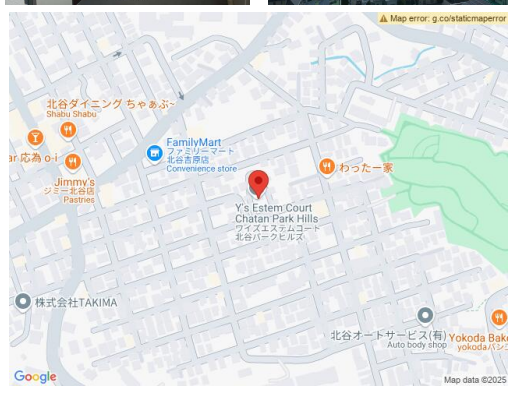 Map error: g.co/staticmaperror
北谷ダイニング ちゃあぶ~
Shabu Shabu
FamilyMart
ファミリーマート
北谷吉原店
Convenience store
ar 応為 o-i
わったー家
Jimmy's
ジミー北谷店
Pastries
Y's Estem Court
Chatan Park Hills
ワイズエステムコート
北谷パークヒルズ
株式会社TAKIMA
北谷オートサービス(有)
Auto body shop
Yokoda Bake
yokodaパン
Google
Map data ©2025